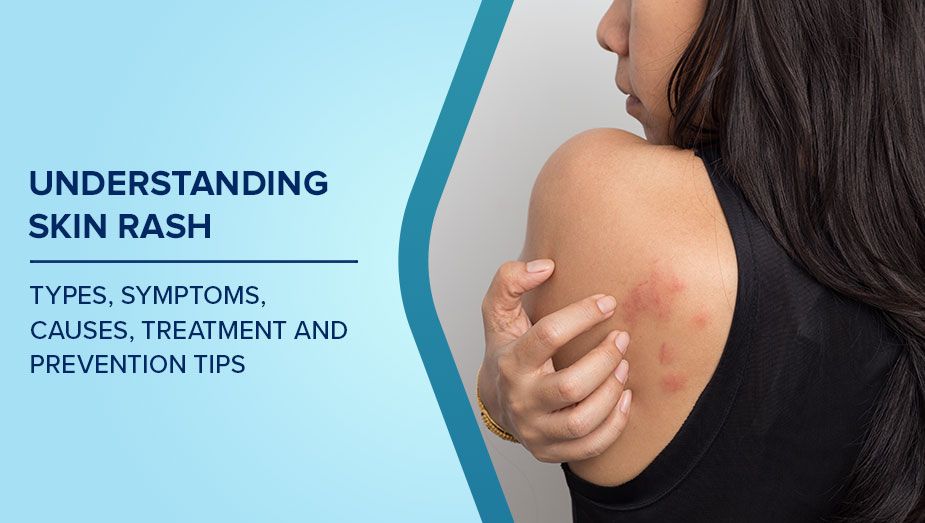 UNDERSTANDING
SKIN RASH
TYPES, SYMPTOMS,
CAUSES, TREATMENT AND
PREVENTION TIPS